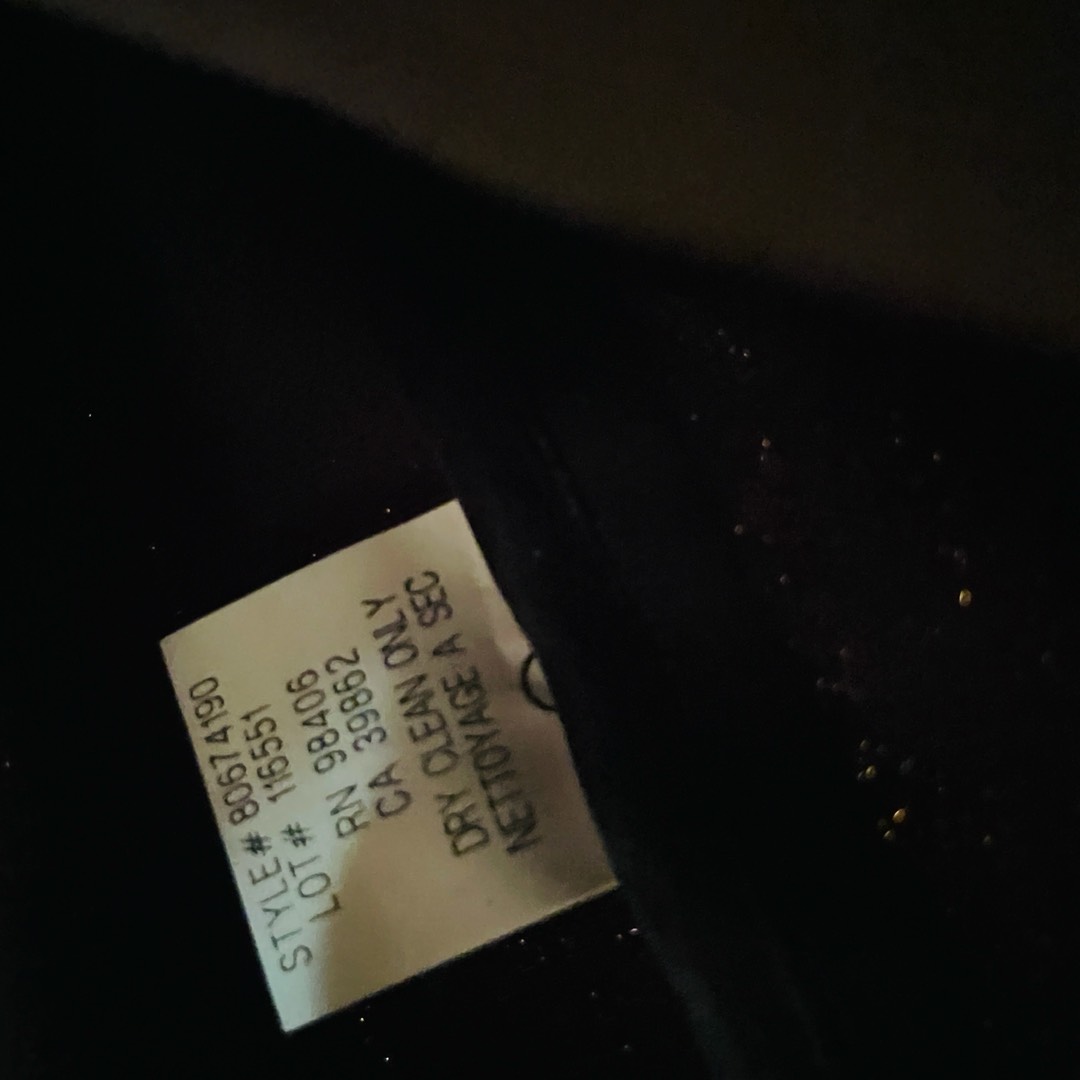 STYLE# 80674190
LOT# 116551
RN 98406
CA 39862
DRY CLEAN ONLY
NETTOYAGE A SEC